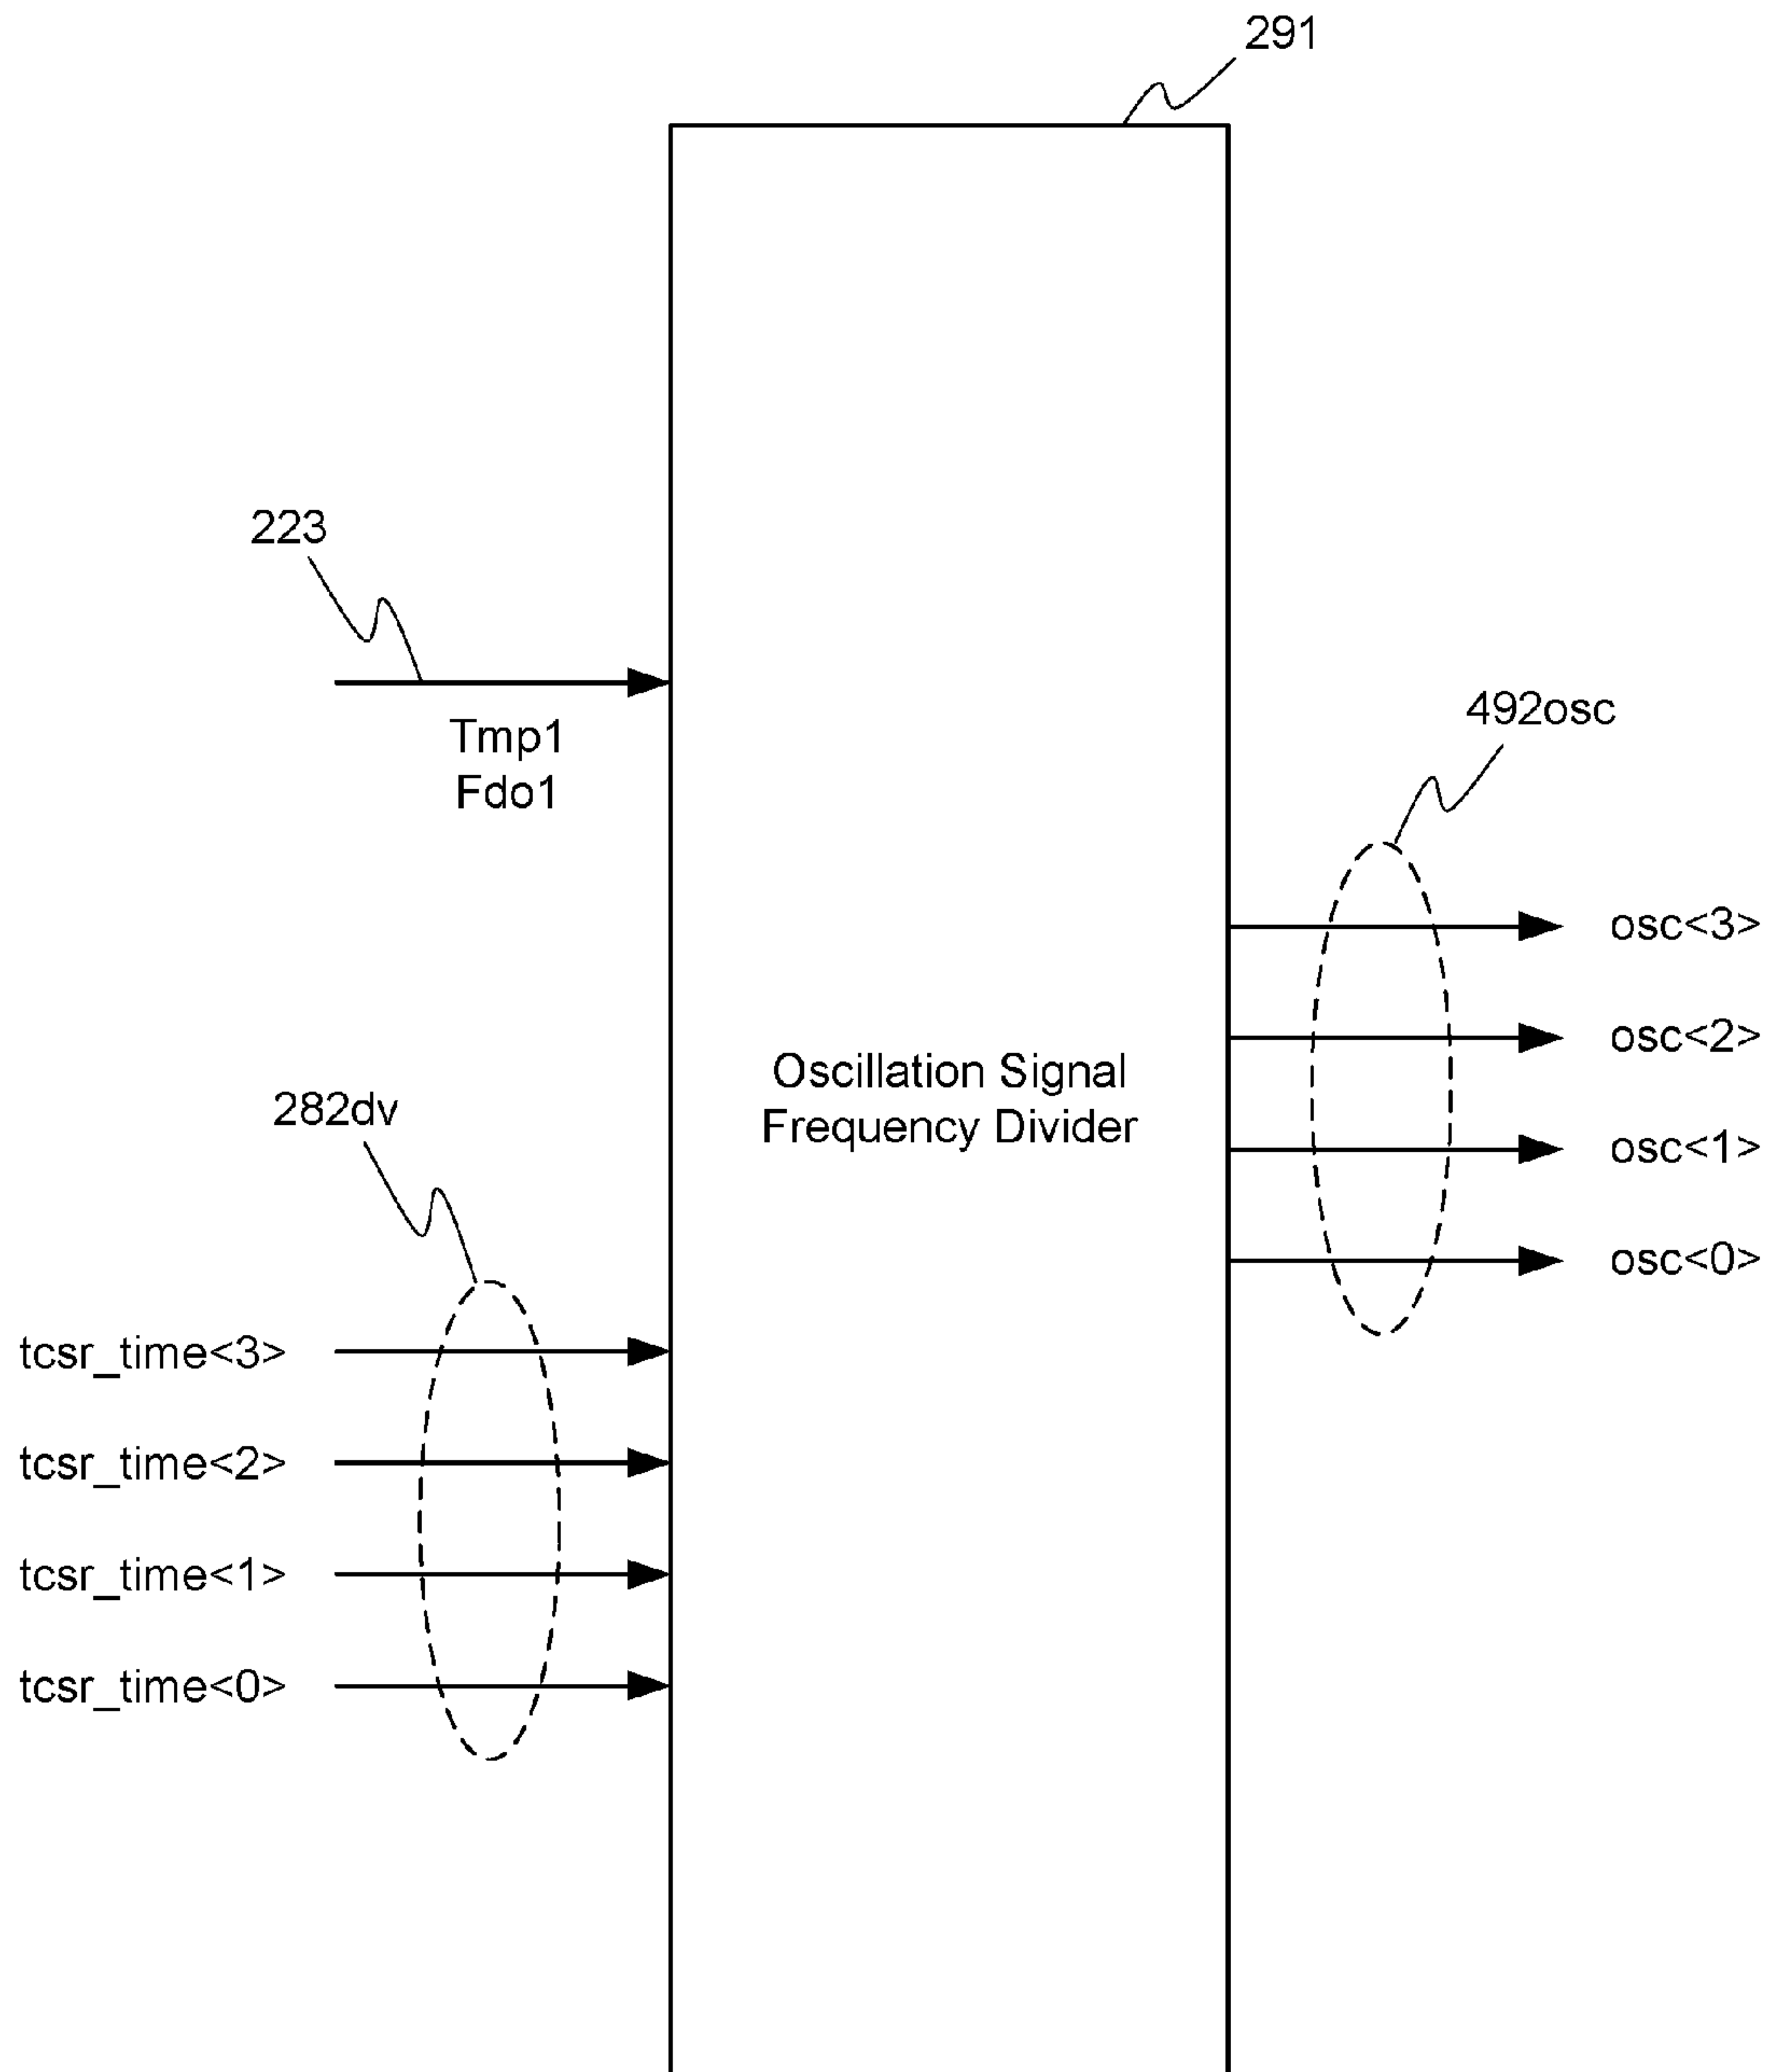 291
223
Tmp1
Fdo1
492osc
osc<3>
osc<2>
Oscillation Signal
Frequency Divider
282dv
osc<1>
osc<0>
tcsr_time<3>
tcsr_time<2>
tcsr_time<1>
tcsr_time<0>